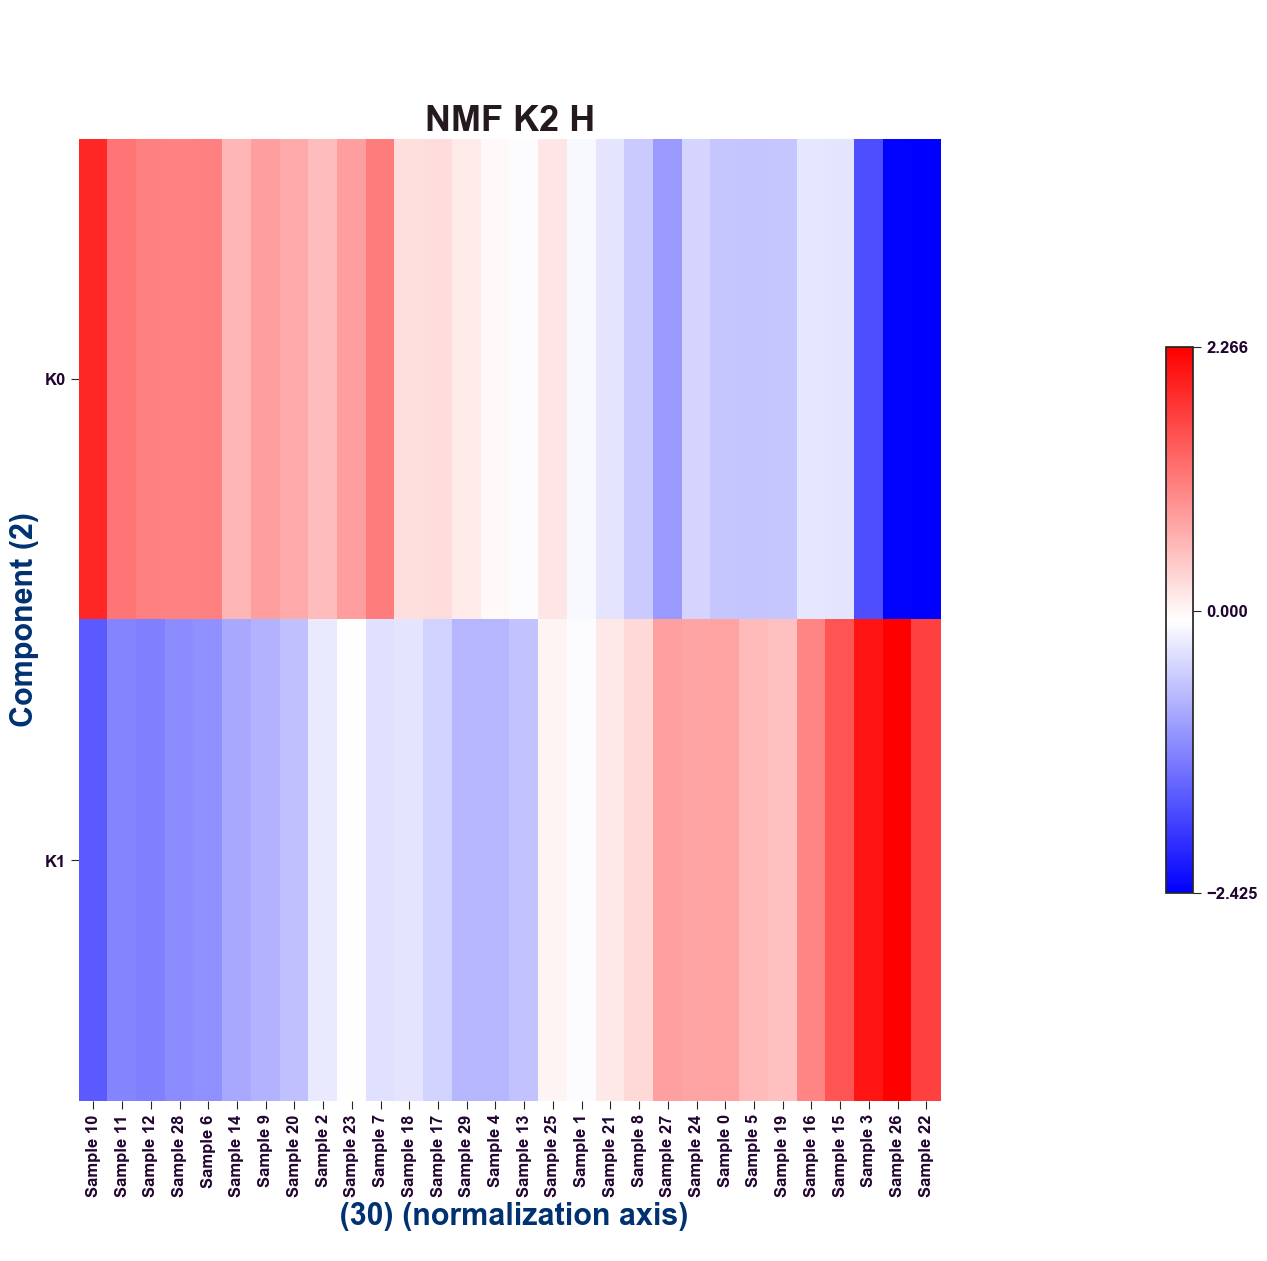 NMF K2 H
K0
K1
Component (2)
Sample 10
Sample 11
Sample 12
Sample 28
Sample 6
Sample 14
Sample 9
Sample 20
Sample 2
Sample 23
Sample 7
Sample 18
Sample 17
Sample 29
Sample 4
Sample 13
Sample 25
Sample 1
Sample 21
Sample 8
Sample 27
Sample 24
Sample 0
Sample 5
Sample 19
Sample 16
Sample 15
Sample 3
Sample 26
Sample 22
(30) (normalization axis)
2.266
0.000
−2.425